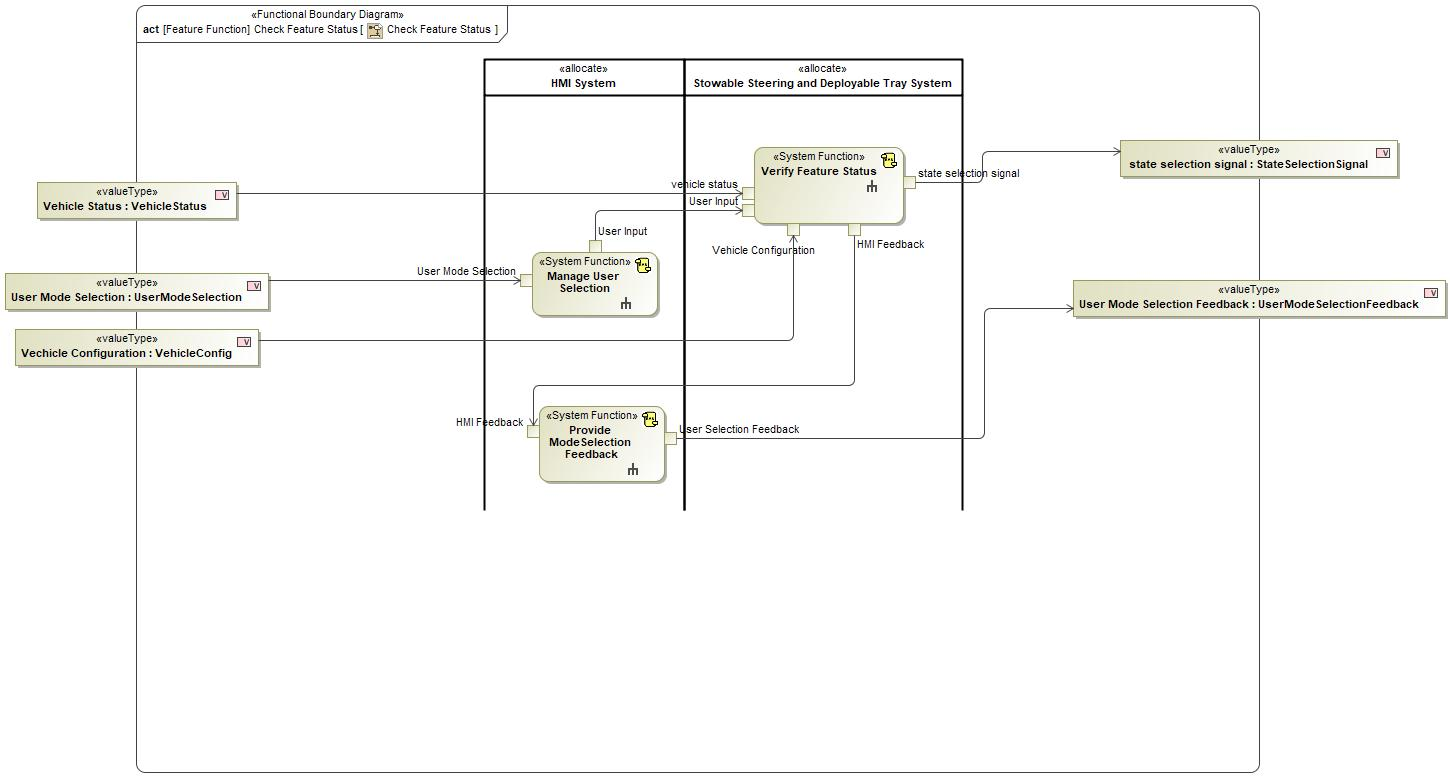 «Functional Boundary Diagram»
act [Feature Function] Check Feature Status [ Check Feature Status ]
«allocate»
HMI System
«allocate»
Stowable Steering and Deployable Tray System
«valueType»
Vehicle Status : VehicleStatus
V
«valueType»
User Mode Selection : UserModeSelection
V
«valueType»
Vechicle Configuration : VehicleConfig
V
vehicle status
User Input
«System Function»
Verify Feature Status
state selection signal
Vehicle Configuration
HMI Feedback
User Input
User Mode Selection
«System Function»
Manage User
Selection
HMI Feedback
«System Function»
Provide
ModeSelection
Feedback
User Selection Feedback
«valueType»
state selection signal : StateSelectionSignal
V
«valueType»
User Mode Selection Feedback : UserModeSelectionFeedback
V